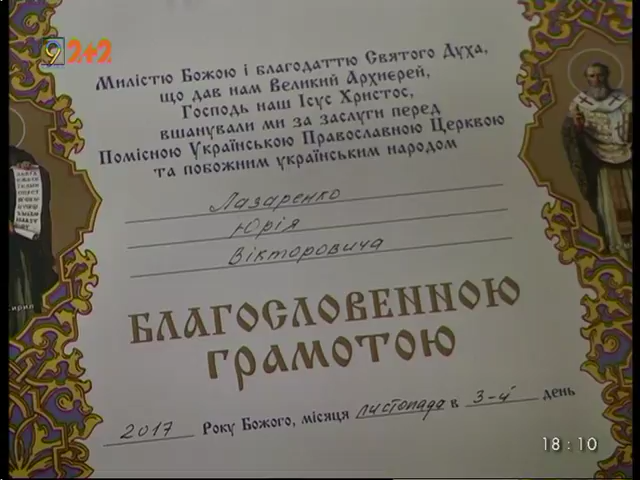 9 2+2
Милістю Божою і благодаттю Святого Духа,
що дав нам Великий Архиєрей,
Господь наш Ісус Христос,
вшанували ми за заслуги перед
Помісною Українською Православною Церквою
та побожним українським народом
Лазаренко
Юрія
Вікторовича
БЛАГОСЛОВЕННОЮ
ГРАМОТОЮ
2017 Року Божого, місяця листопада в 3-й день
18:10